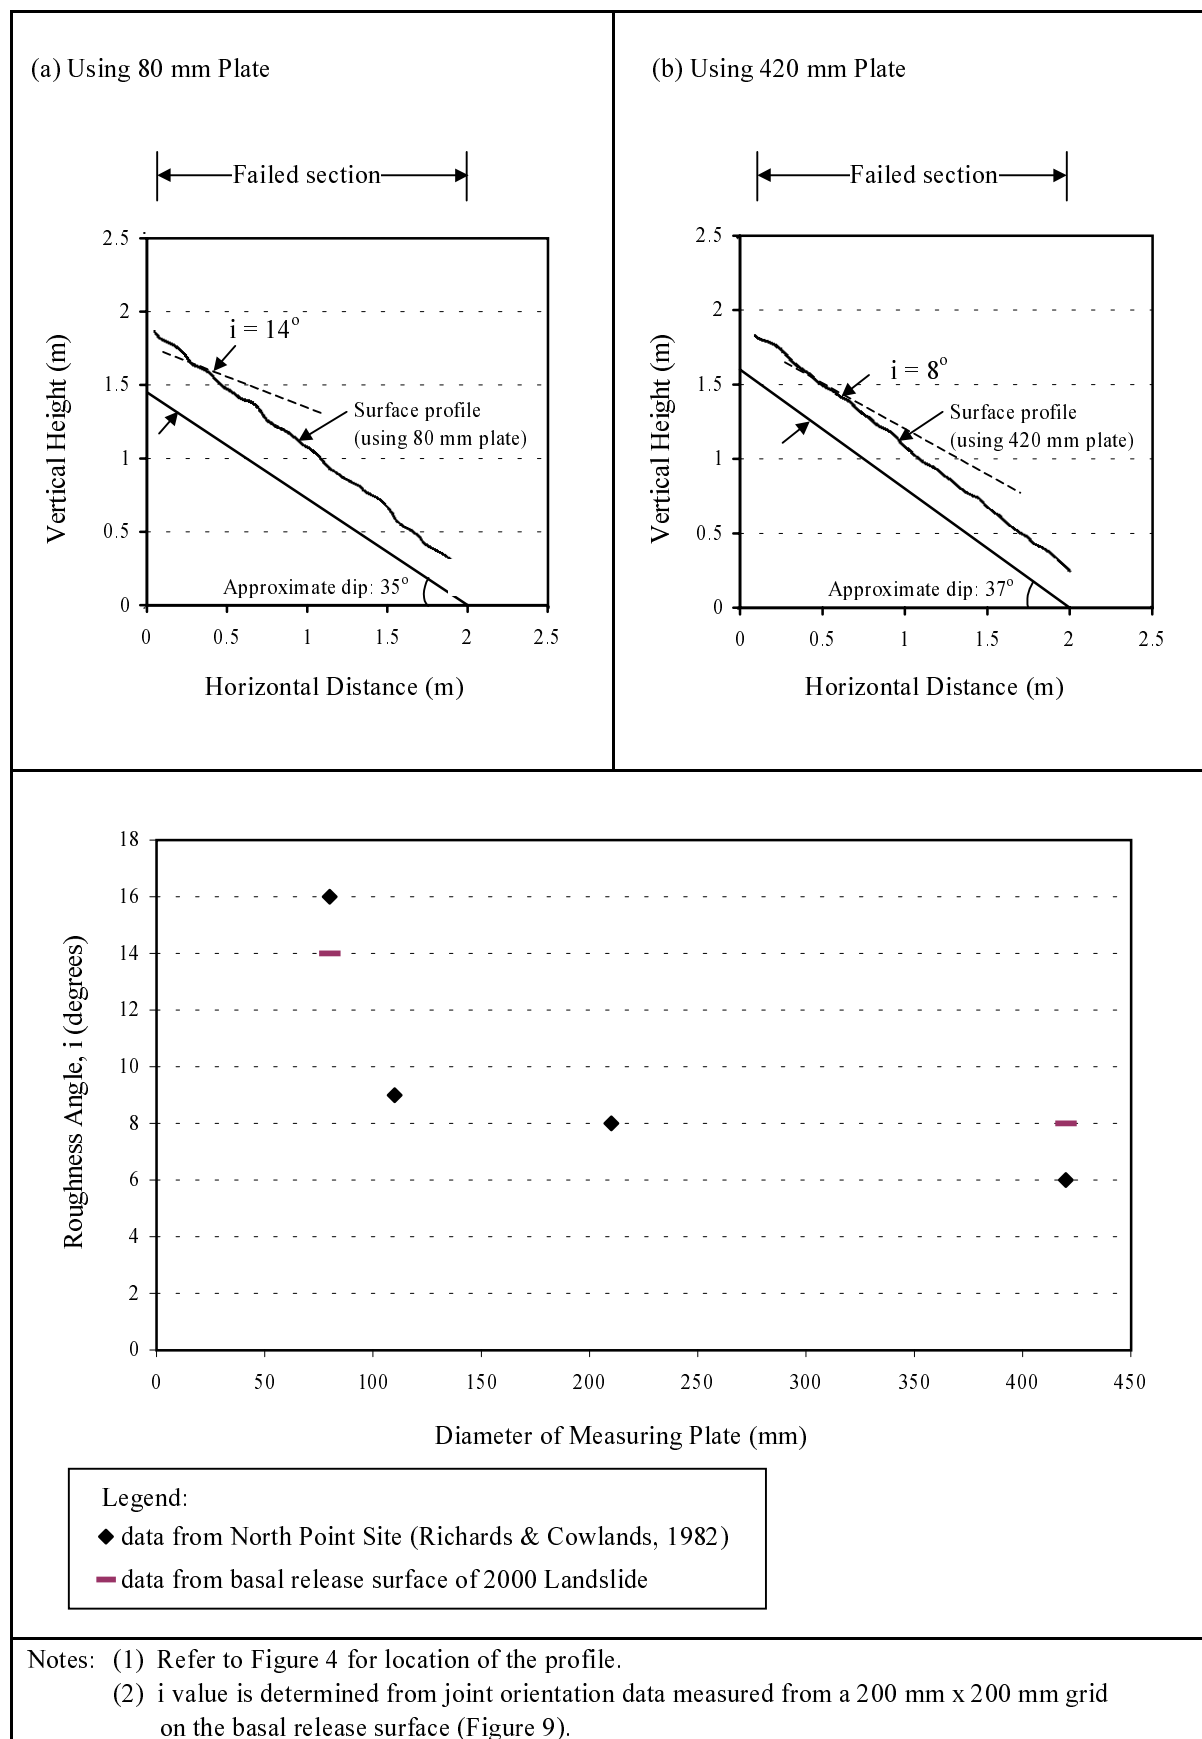 (a) Using 80 mm Plate
Failed section
2.5
2
1.5
1
0.5
0
Vertical Height (m)
i = 14°
Surface profile
(using 80 mm plate)
Approximate dip: 35°
0 0.5 1 1.5 2 2.5
Horizontal Distance (m)
(b) Using 420 mm Plate
Failed section
2.5
2
1.5
1
0.5
0
Vertical Height (m)
i = 8°
Surface profile
(using 420 mm plate)
Approximate dip: 37°
0 0.5 1 1.5 2 2.5
Horizontal Distance (m)
18
16
14
12
10
8
6
4
2
0
Roughness Angle, i (degrees)
0 50 100 150 200 250 300 350 400 450
Diameter of Measuring Plate (mm)
Legend:
data from North Point Site (Richards & Cowlands, 1982)
data from basal release surface of 2000 Landslide
Notes: (1) Refer to Figure 4 for location of the profile.
(2) i value is determined from joint orientation data measured from a 200 mm x 200 mm grid
on the basal release surface (Figure 9).